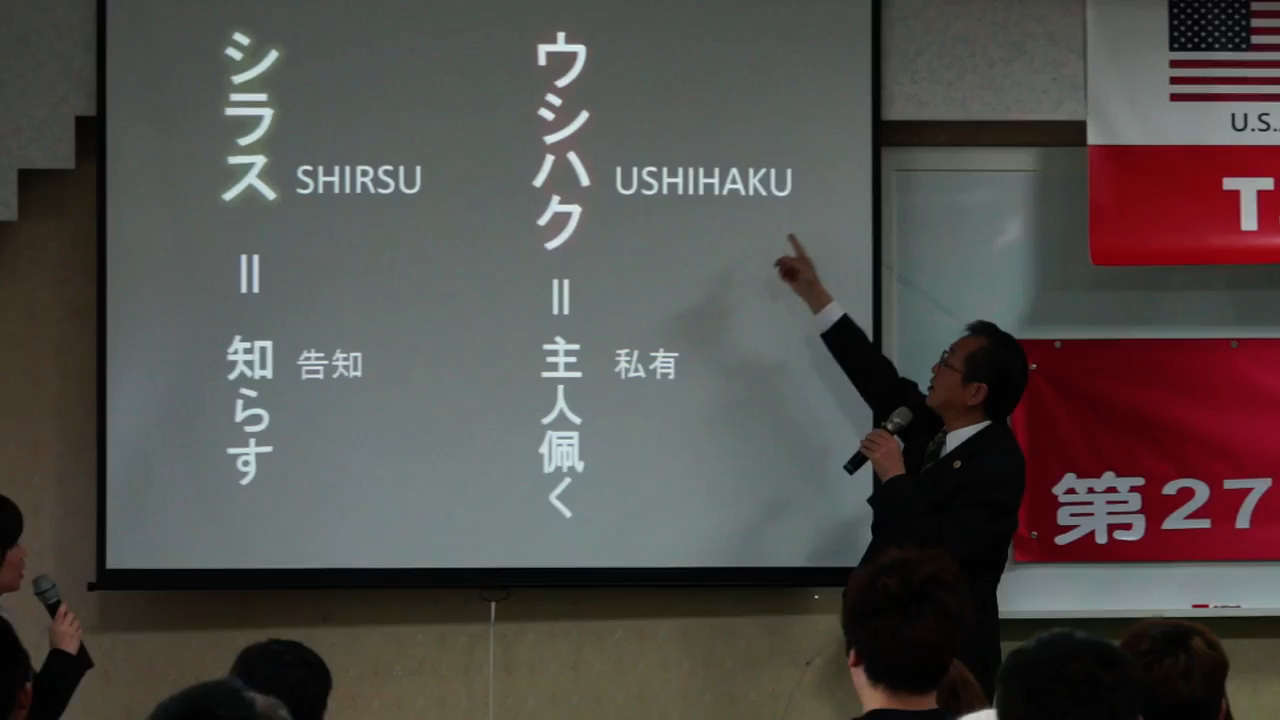 シラス
SHIRSU
=
知らす
告知
ウシハク
USHIHAKU
=
主人佩く
私有
U.S.
T
第27